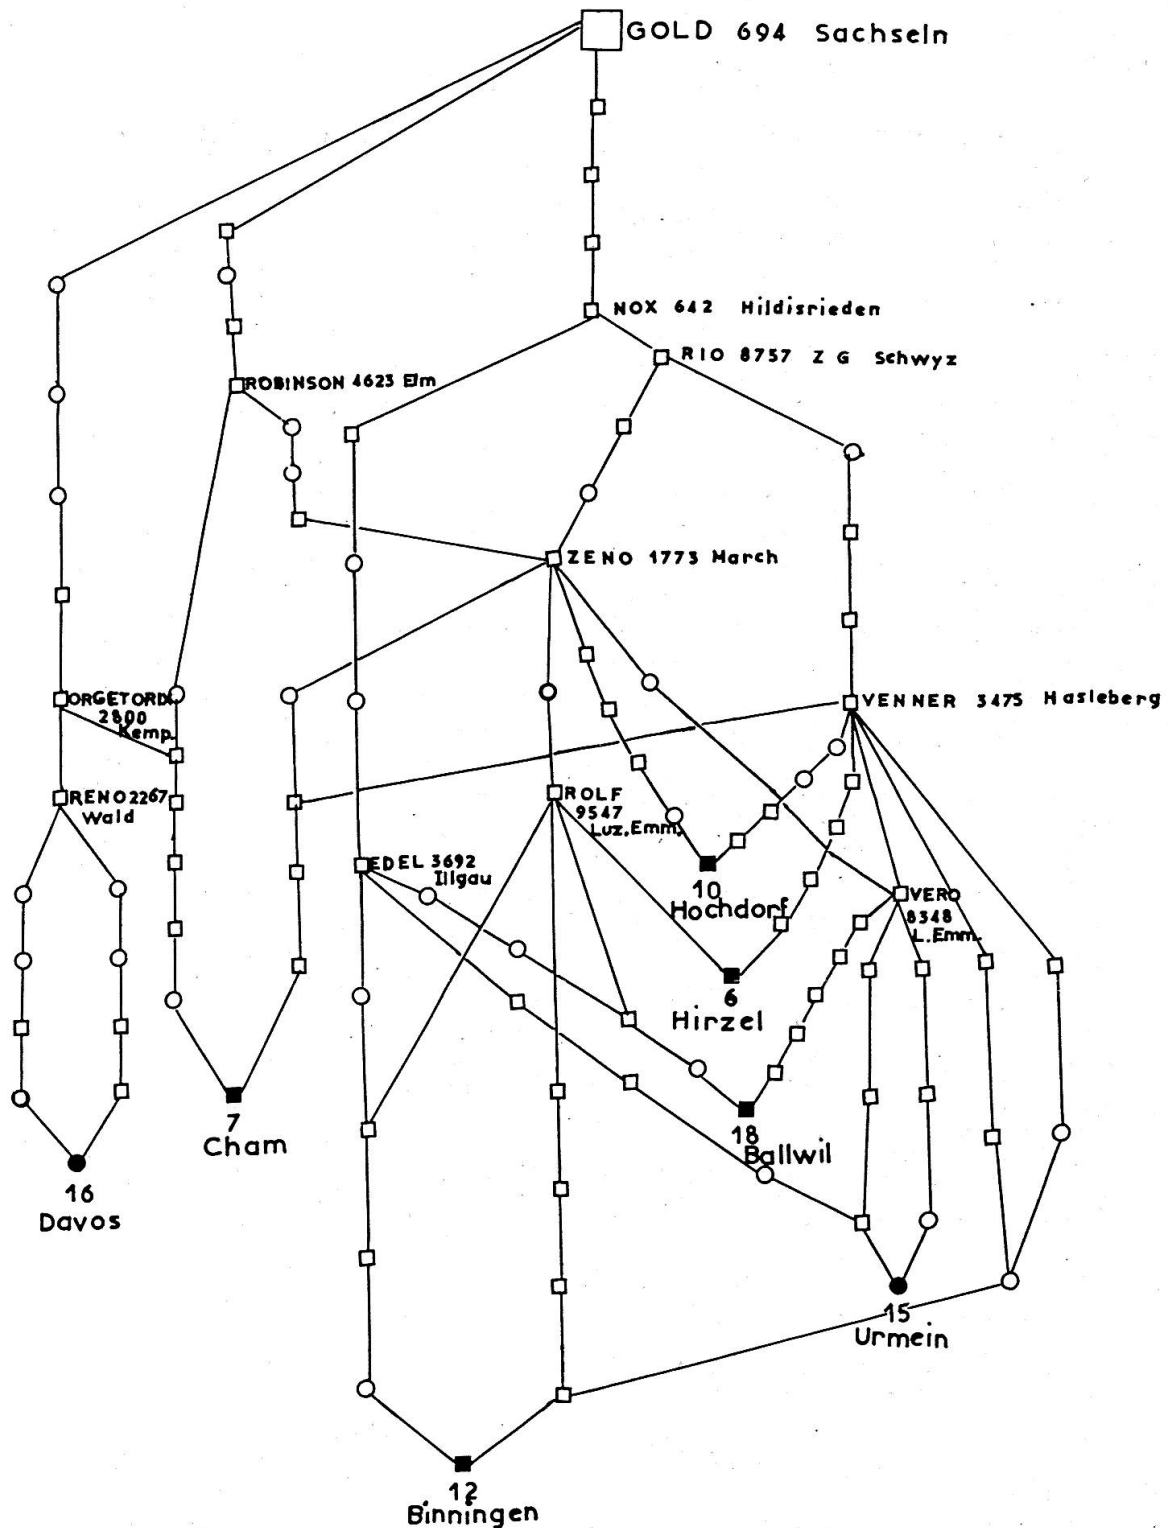 GOLD 694 Sachseln
NOX 642 Hildisrieden
RIO 8757 Z G Schwyz
ROBINSON 4623 Elm
ZENO 1773 March
ORGETORIX
2800
Kemp.
VENNER 3475 Hasleberg
RENO 2267
Wald
ROLF
9547
Luz. Emm.
EDEL 3692
Illgau
10
Hochdorf
VERO
8348
L. Emm.
6
Hirzel
7
Cham
18
Ballwil
16
Davos
15
Urmein
12
Binningen